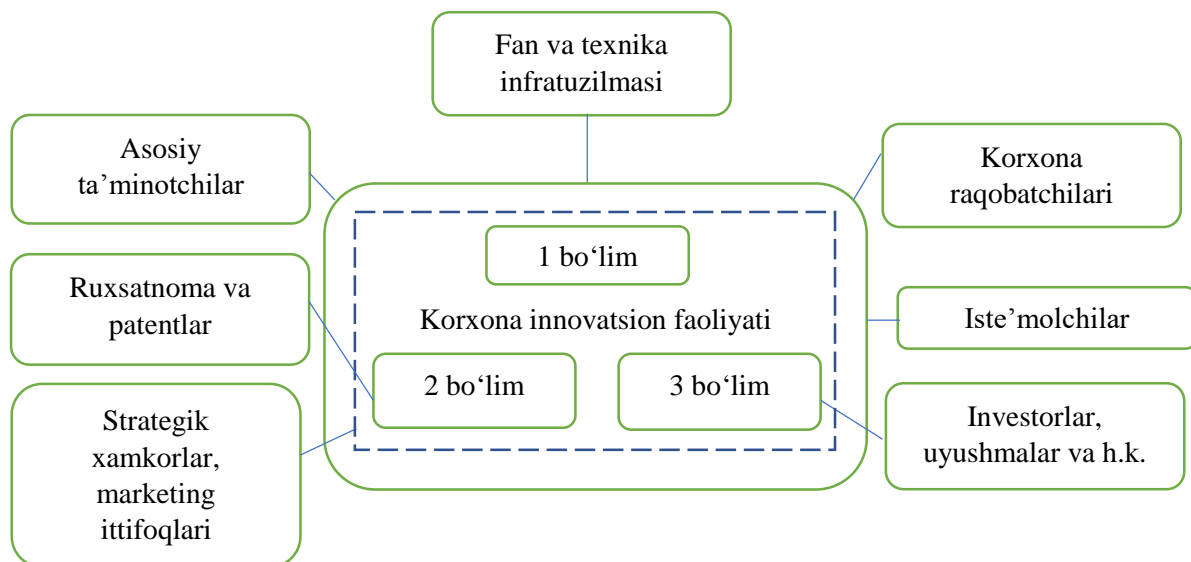 Fan va texnika
infratuzilmasi
Asosiy
ta’minotchilar
Korxona
raqobatchilari
1 bo‘lim
Ruxsatnoma va
patentlar
Korxona innovatsion faoliyati
Iste’molchilar
2 bo‘lim
3 bo‘lim
Strategik
xamkorlar,
marketing
ittifoqlari
Investorlar,
uyushmalar va h.k.